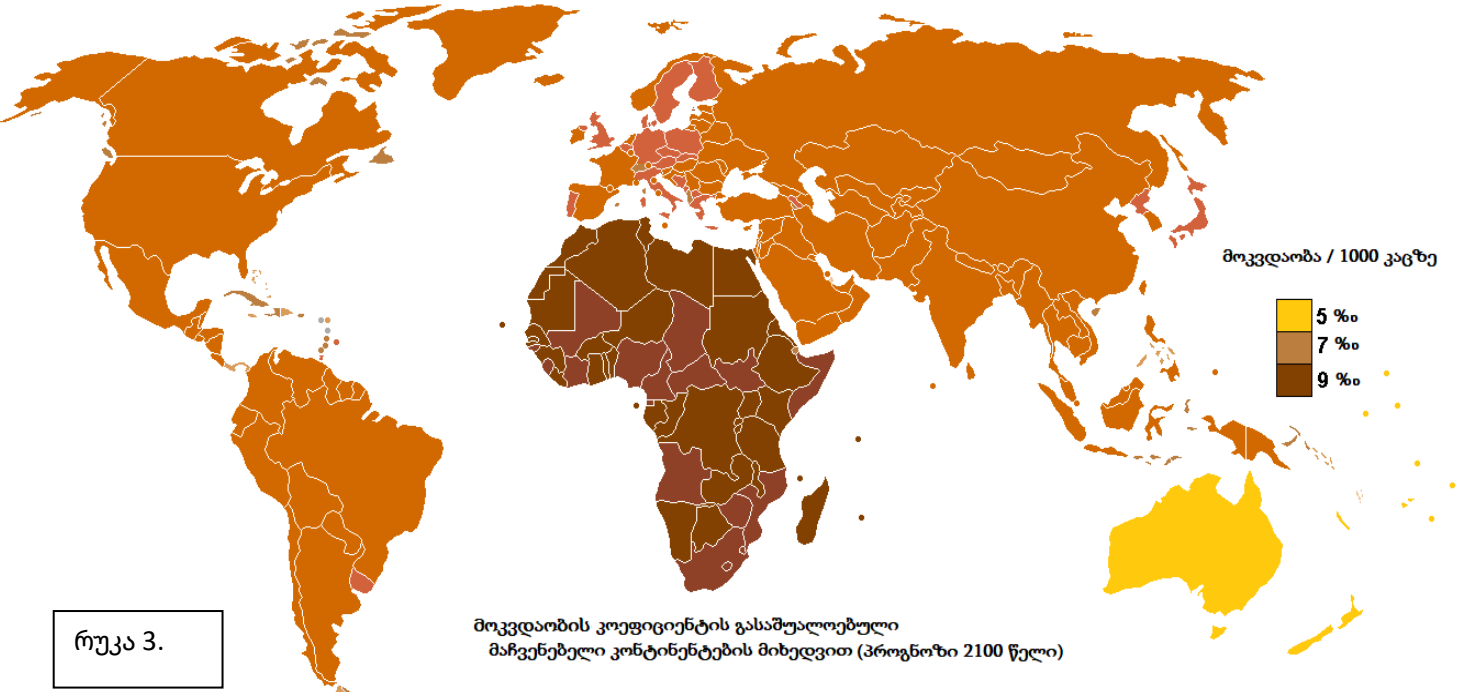 მოკვდაობა / 1000 კაცზე
5 ‰
7 ‰
9 ‰
რუკა 3.
მოკვდაობის კოეფიციენტის გასაშუალოებული
მაჩვენებელი კონტინენტების მიხედვით (პროგნოზი 2100 წელი)